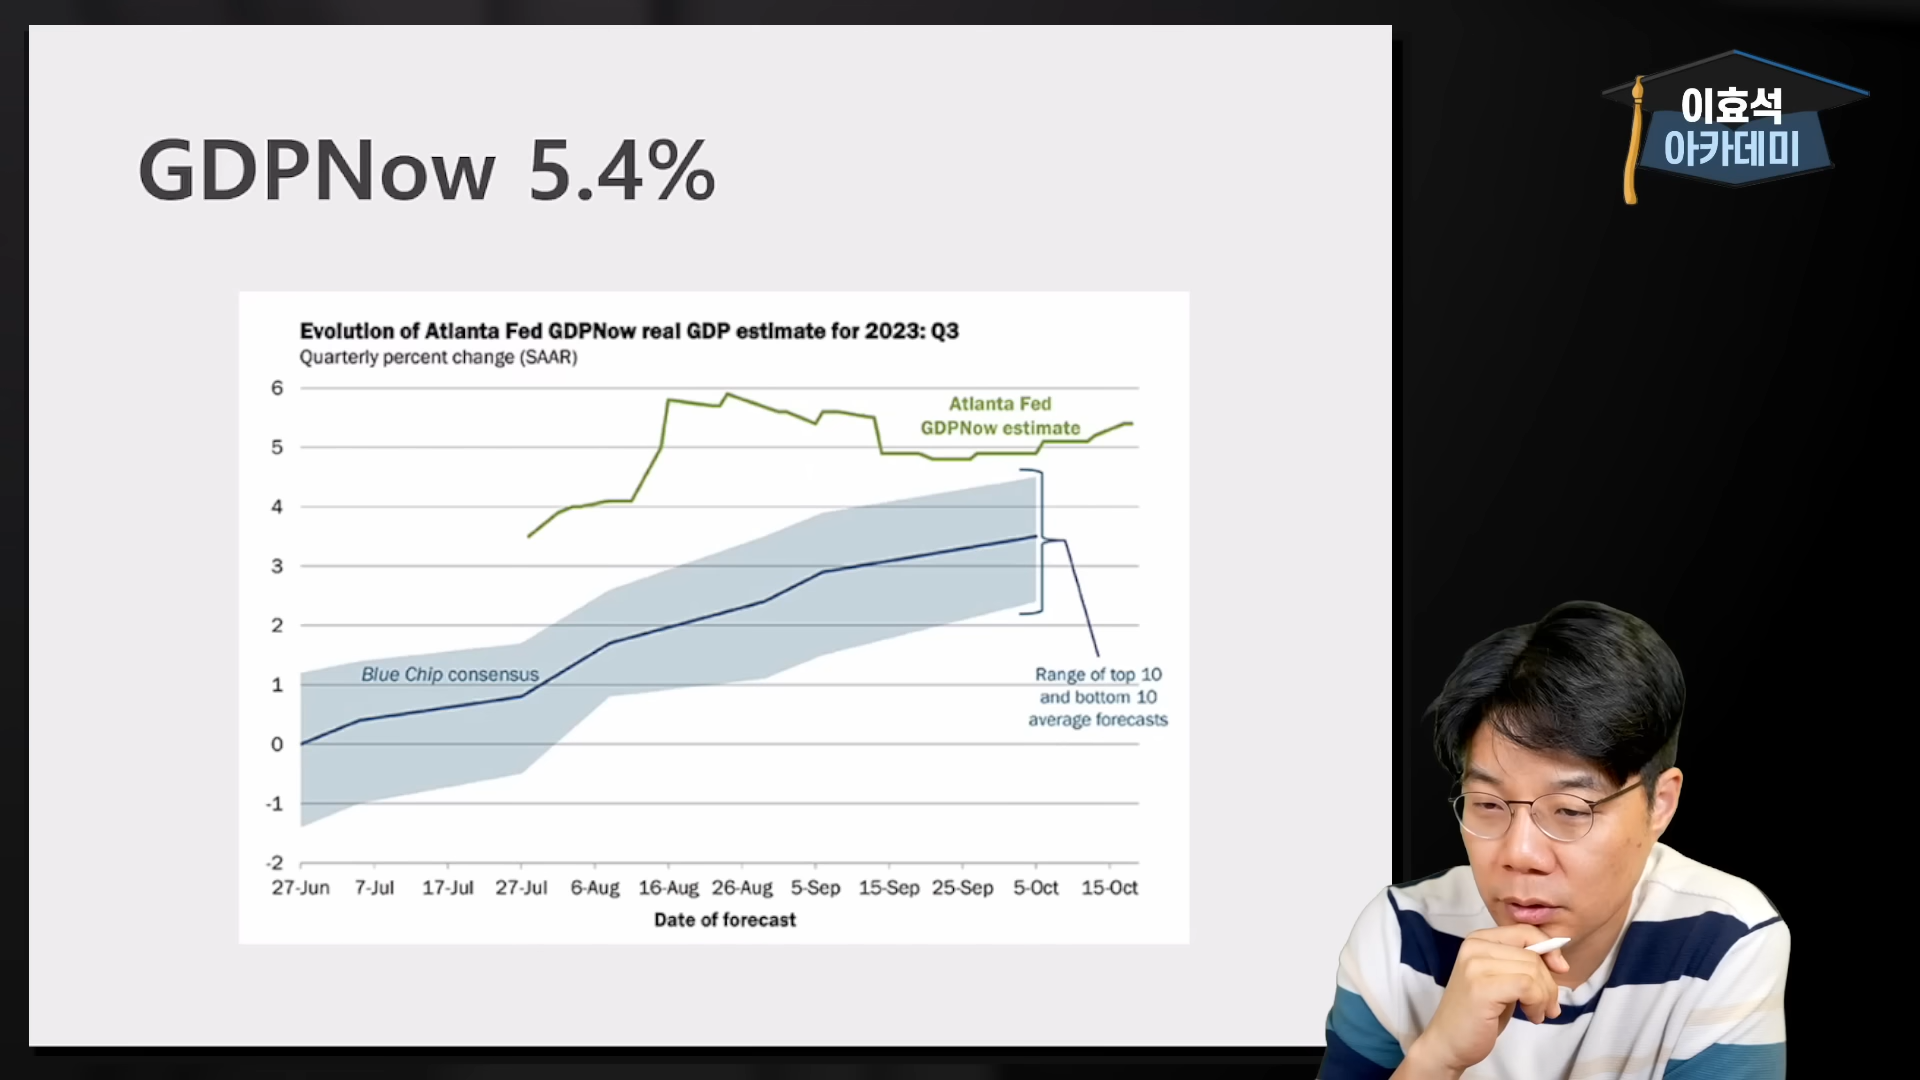 GDPNow 5.4%
이효석
아카데미
Evolution of Atlanta Fed GDPNow real GDP estimate for 2023: Q3
Quarterly percent change (SAAR)
6
5
4
3
2
1
0
-1
-2
Atlanta Fed
GDPNow estimate
Blue Chip consensus
Range of top 10
and bottom 10
average forecasts
27-Jun 7-Jul 17-Jul 27-Jul 6-Aug 16-Aug 26-Aug 5-Sep 15-Sep 25-Sep 5-Oct 15-Oct
Date of forecast